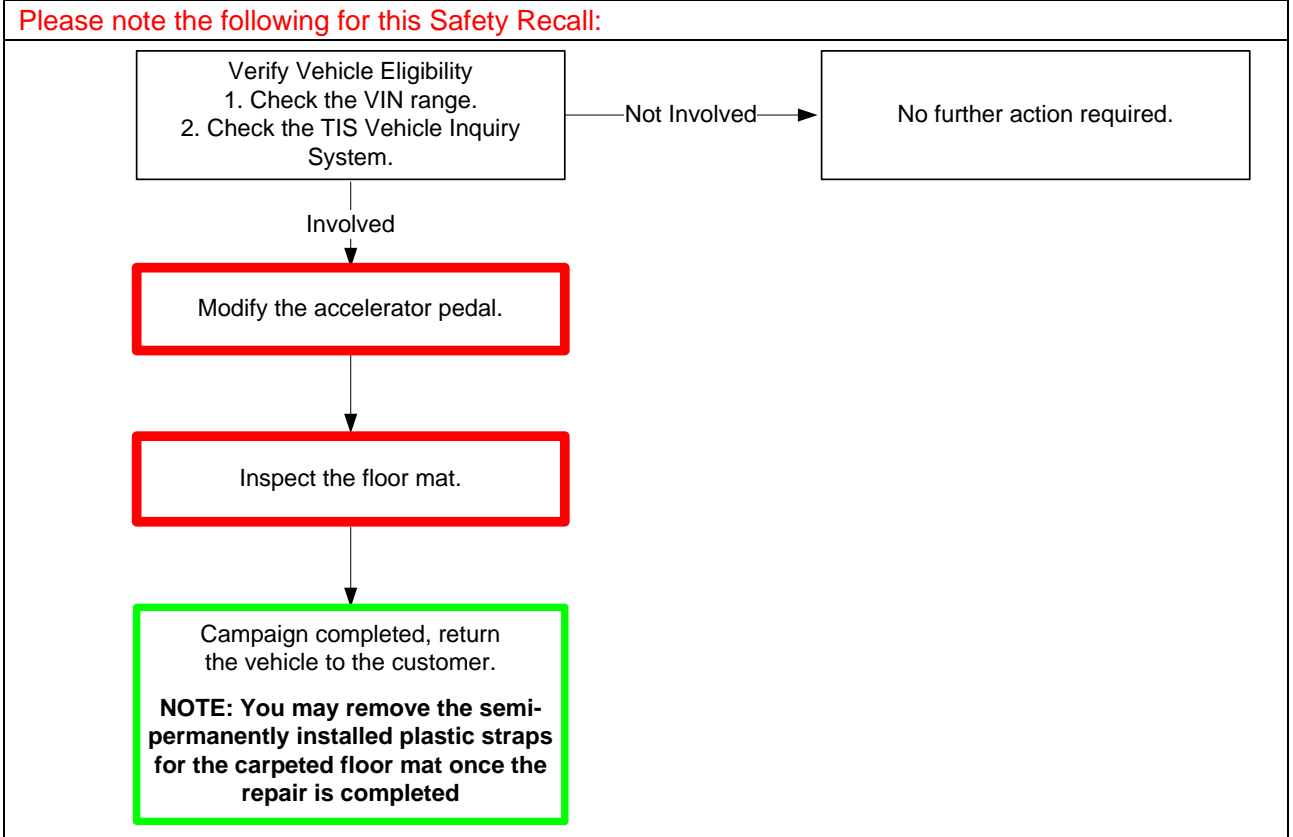 Please note the following for this Safety Recall:
Verify Vehicle Eligibility
1. Check the VIN range.
2. Check the TIS Vehicle Inquiry
System.
Not Involved
No further action required.
Involved
Modify the accelerator pedal.
Inspect the floor mat.
Campaign completed, return
the vehicle to the customer.
NOTE: You may remove the semi-
permanently installed plastic straps
for the carpeted floor mat once the
repair is completed